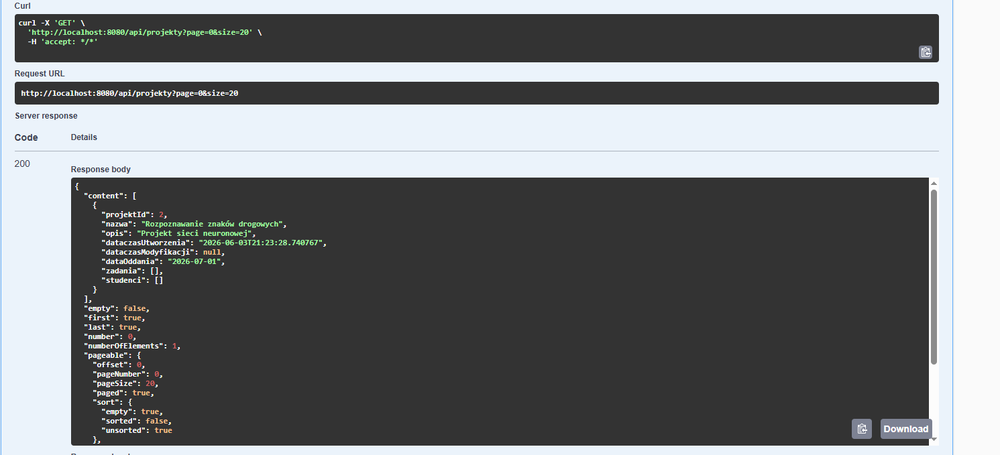 Curl
curl -X 'GET' \
  'http://localhost:8080/api/projekty?page=0&size=20' \
  -H 'accept: */*'
Request URL
http://localhost:8080/api/projekty?page=0&size=20
Server response
Code Details
200
Response body
{
  "content": [
    {
      "projektId": 2,
      "nazwa": "Rozpoznawanie znaków drogowych",
      "opis": "Projekt sieci neuronowej",
      "dataczasUtworzenia": "2026-06-03T21:23:28.740767",
      "dataczasModyfikacji": null,
      "dataOddania": "2026-07-01",
      "zadania": [],
      "studenci": []
    }
  ],
  "empty": false,
  "first": true,
  "last": true,
  "number": 0,
  "numberOfElements": 1,
  "pageable": {
    "offset": 0,
    "pageNumber": 0,
    "pageSize": 20,
    "paged": true,
    "sort": {
      "empty": true,
      "sorted": false,
      "unsorted": true
    },
Download